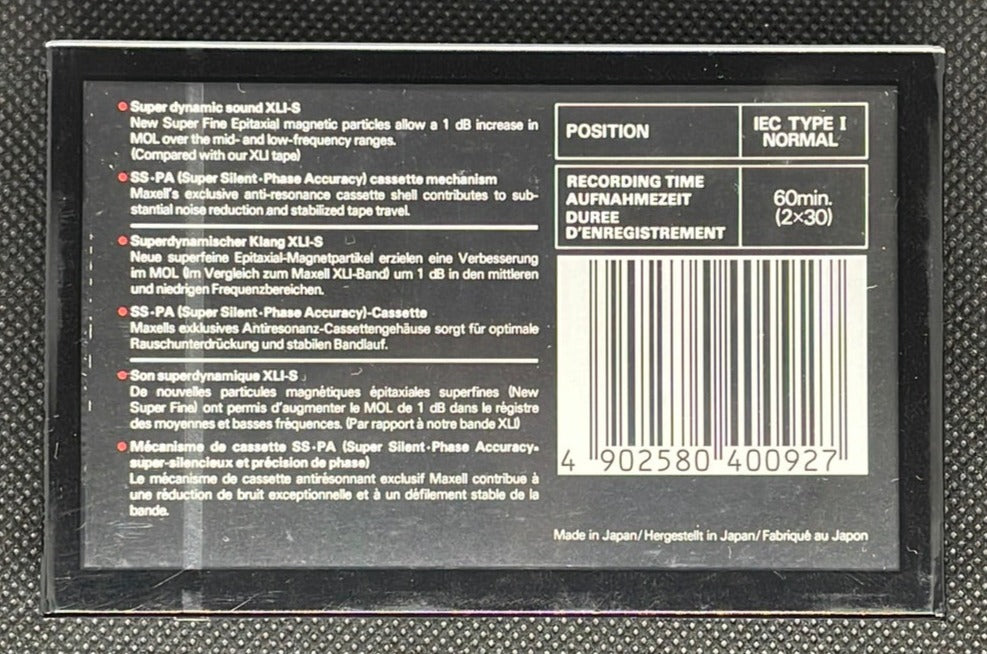 Super dynamic sound XLI-S
New Super Fine Epitaxial magnetic particles allow a 1 dB increase in
MOL over the mid- and low-frequency ranges.
(Compared with our XLI tape)
SS·PA (Super Silent·Phase Accuracy) cassette mechanism
Maxell's exclusive anti-resonance cassette shell contributes to sub-
stantial noise reduction and stabilized tape travel.
Superdynamischer Klang XLI-S
Neue superfeine Epitaxial-Magnetpartikel erzielen eine Verbesserung
im MOL (Im Vergleich zum Maxell XLI-Band) um 1 dB in den mittleren
und niedrigen Frequenzbereichen.
SS·PA (Super Silent·Phase Accuracy)-Cassette
Maxells exklusives Antiresonanz-Cassettengehäuse sorgt für optimale
Rauschunterdrückung und stabilen Bandlauf.
Son superdynamique XLI-S
De nouvelles particules magnétiques épitaxiales superfines (New
Super Fine) ont permis d'augmenter le MOL de 1 dB dans le régistre
des moyennes et basses fréquences. (Par rapport à notre bande XLI)
Mécanisme de cassette SS·PA (Super Silent·Phase Accuracy-
super-silencieux et précision de phase)
Le mécanisme de cassette antirésonnant exclusif Maxell contribue à
une réduction de bruit exceptionnelle et à un défilement stable de la
bande.
POSITION
IEC TYPE I
NORMAL
RECORDING TIME
AUFNAHMEZEIT
DUREE
D'ENREGISTREMENT
60min.
(2×30)
4 902580 400927
Made in Japan/Hergestellt in Japan/Fabriqué au Japon